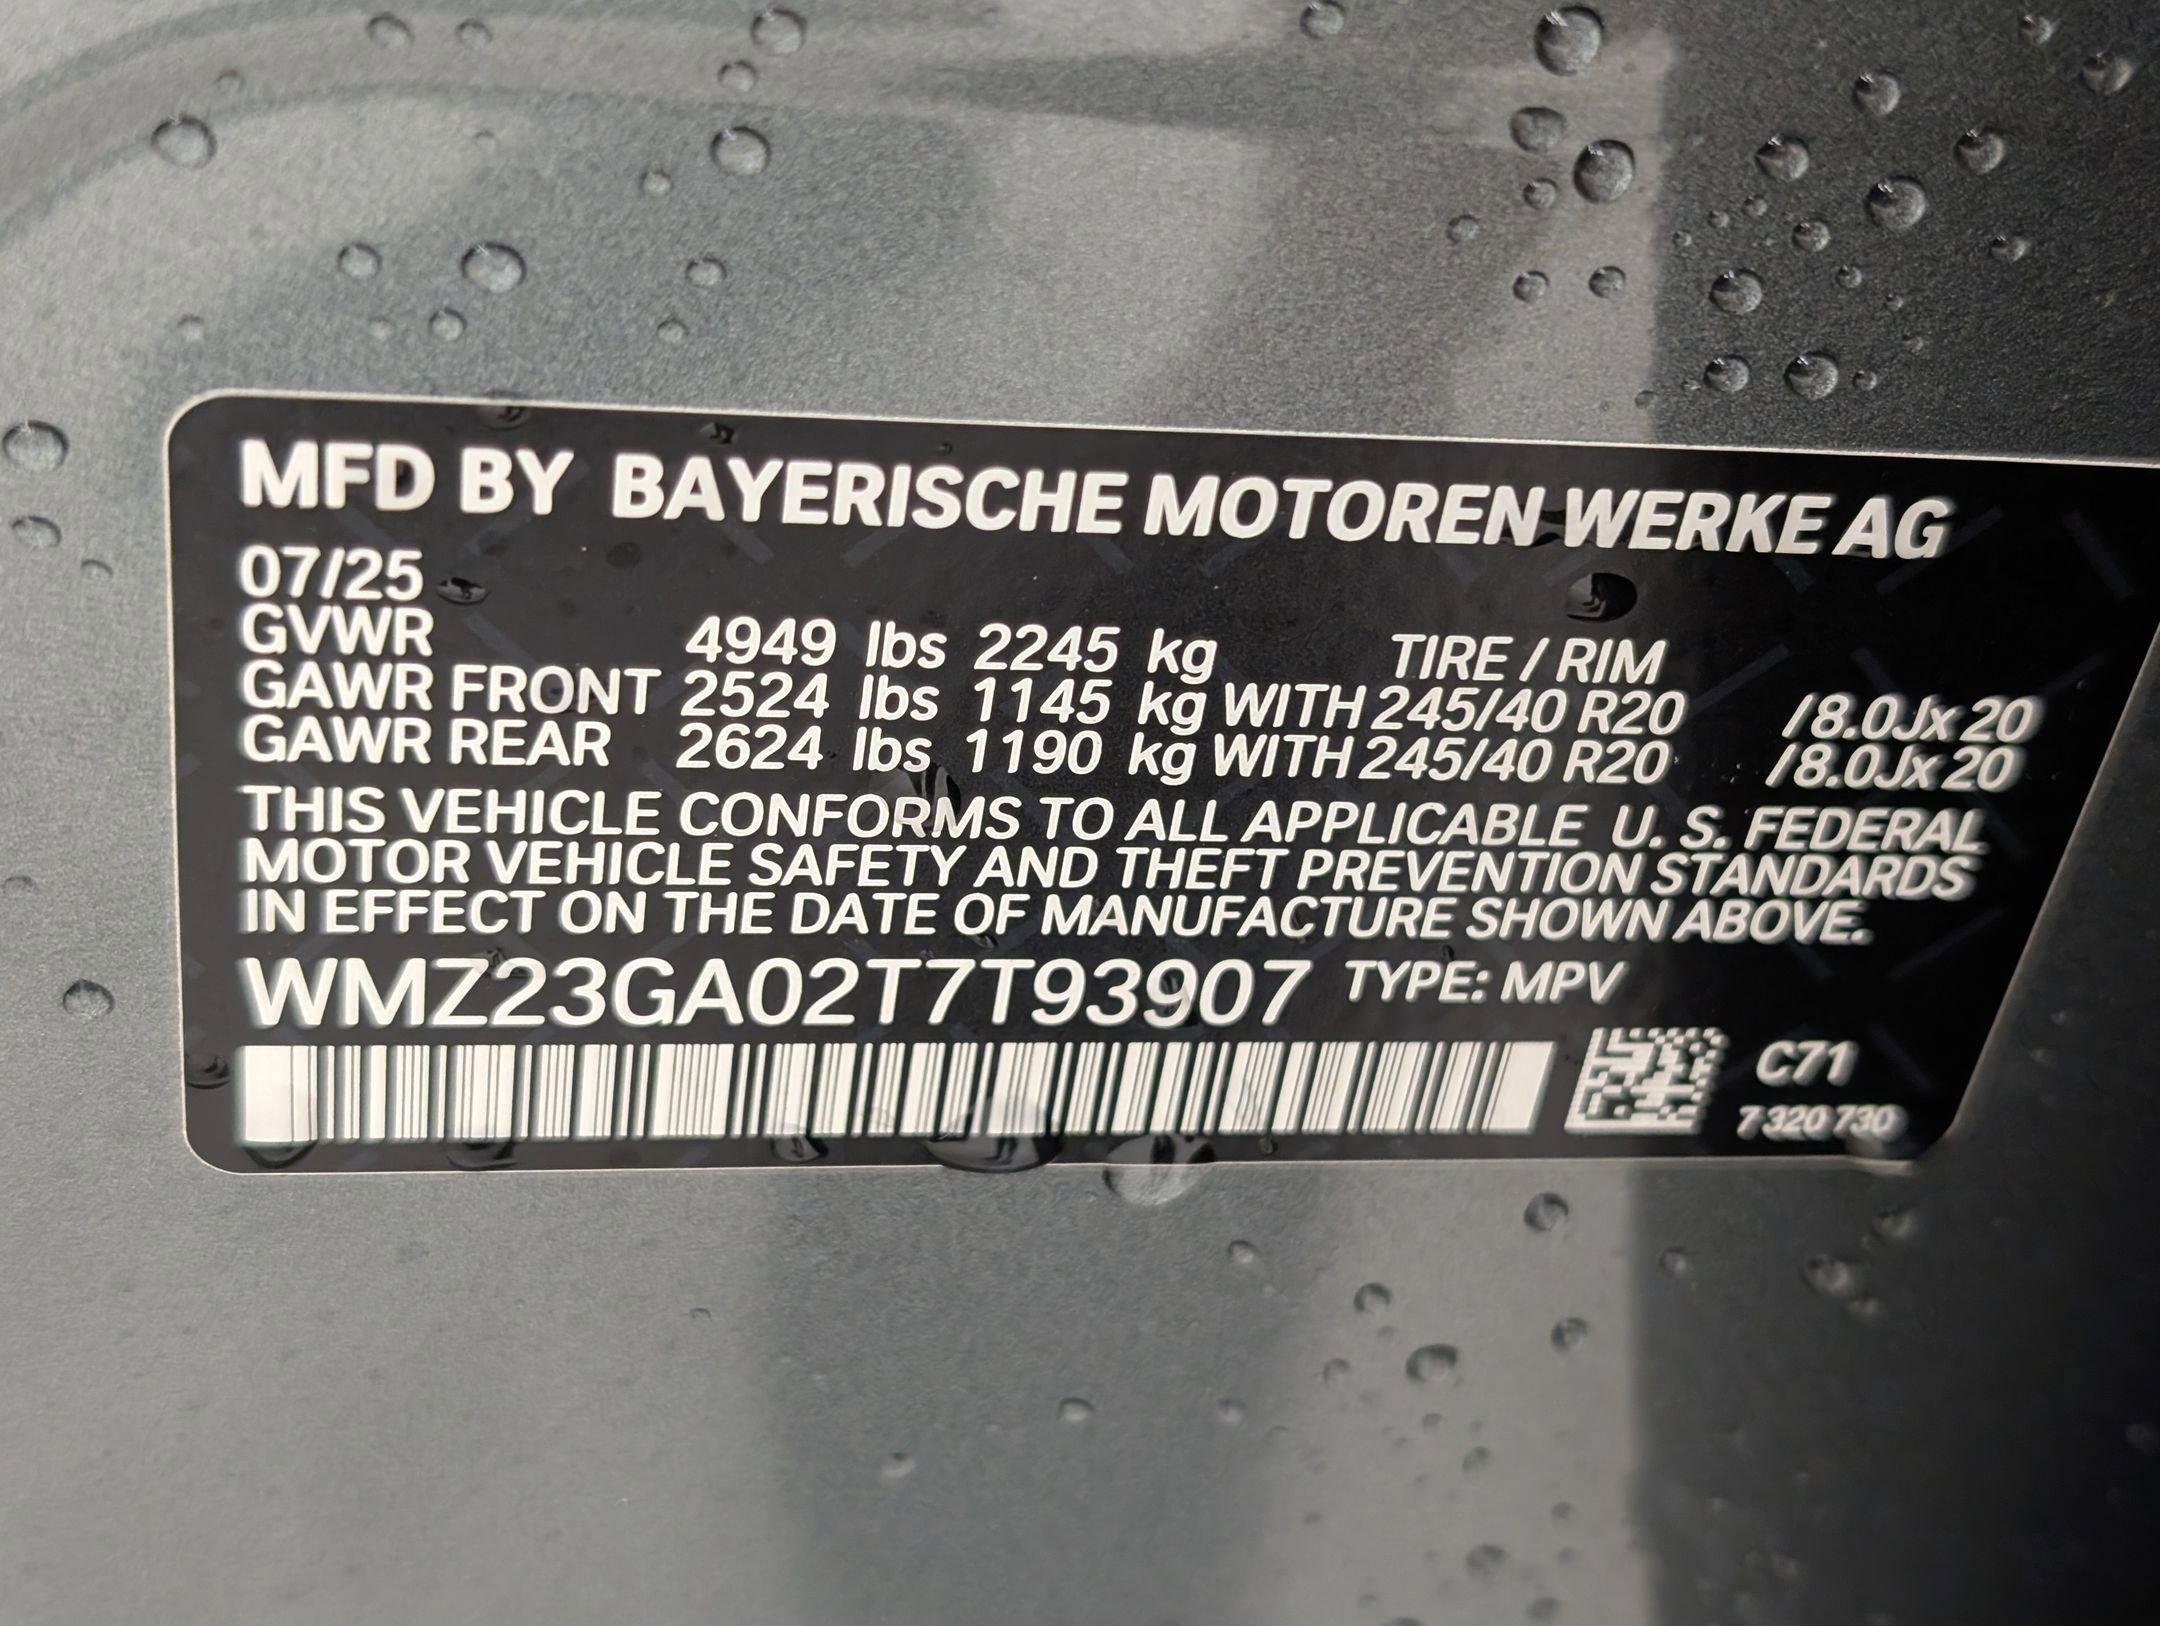 MFD BY BAYERISCHE MOTOREN WERKE AG
07/25
GVWR 4949 lbs 2245 kg TIRE / RIM
GAWR FRONT 2524 lbs 1145 kg WITH 245/40 R20 /8.0Jx20
GAWR REAR 2624 lbs 1190 kg WITH 245/40 R20 /8.0Jx20
THIS VEHICLE CONFORMS TO ALL APPLICABLE U. S. FEDERAL
MOTOR VEHICLE SAFETY AND THEFT PREVENTION STANDARDS
IN EFFECT ON THE DATE OF MANUFACTURE SHOWN ABOVE.
WMZ23GA02T7T93907 TYPE: MPV
C71
7 320 730